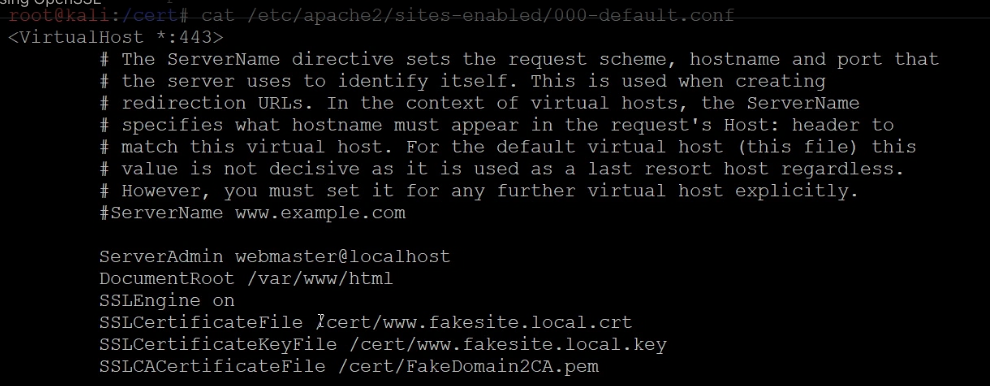 sing OpenSSL
root@kali:/cert# cat /etc/apache2/sites-enabled/000-default.conf
<VirtualHost *:443>
# The ServerName directive sets the request scheme, hostname and port that
# the server uses to identify itself. This is used when creating
# redirection URLs. In the context of virtual hosts, the ServerName
# specifies what hostname must appear in the request's Host: header to
# match this virtual host. For the default virtual host (this file) this
# value is not decisive as it is used as a last resort host regardless.
# However, you must set it for any further virtual host explicitly.
#ServerName www.example.com
ServerAdmin webmaster@localhost
DocumentRoot /var/www/html
SSLEngine on
SSLCertificateFile /cert/www.fakesite.local.crt
SSLCertificateKeyFile /cert/www.fakesite.local.key
SSLCACertificateFile /cert/FakeDomain2CA.pem